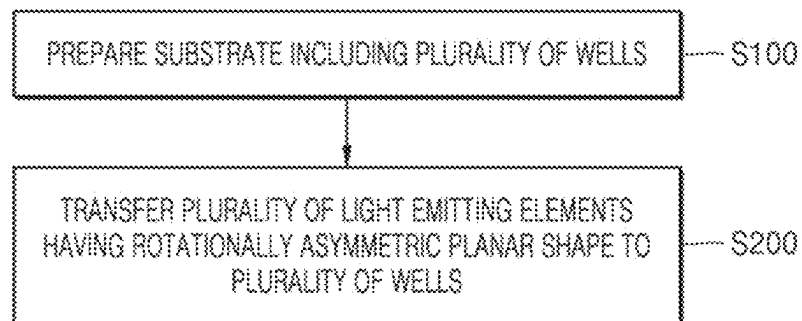 PREPARE SUBSTRATE INCLUDING PLURALITY OF WELLS
S100
TRANSFER PLURALITY OF LIGHT EMITTING ELEMENTS
HAVING ROTATIONALLY ASYMMETRIC PLANAR SHAPE TO
PLURALITY OF WELLS
S200